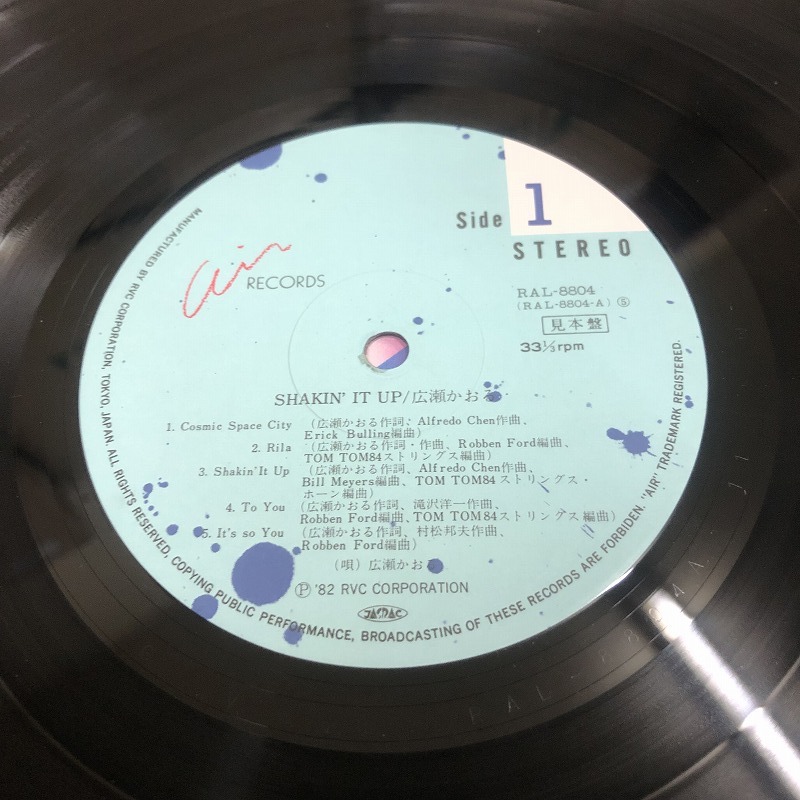 Side 1
STEREO
air RECORDS
RAL-8804
(RAL-8804-A) Ⓢ
見本盤
33⅓rpm
SHAKIN' IT UP/広瀬かおる
1. Cosmic Space City (広瀬かおる作詞、Alfredo Chen作曲、
Erick Bulling編曲)
2. Rila (広瀬かおる作詞・作曲、Robben Ford編曲、
TOM TOM84ストリングス編曲)
3. Shakin' It Up (広瀬かおる作詞、Alfredo Chen作曲、
Bill Meyers編曲、TOM TOM84ストリングス・
ホーン編曲)
4. To You (広瀬かおる作詞、滝沢洋一作曲、
Robben Ford編曲、TOM TOM84ストリングス編曲)
5. It's so You (広瀬かおる作詞、村松邦夫作曲、
Robben Ford編曲)
(唄)広瀬かおる
Ⓟ '82 RVC CORPORATION
JASRAC
MANUFACTURED BY RVC CORPORATION, TOKYO, JAPAN. ALL RIGHTS RESERVED, COPYING PUBLIC PERFORMANCE, BROADCASTING OF THESE RECORDS ARE FORBIDEN. "AIR" TRADEMARK REGISTERED.
RAL-8804A